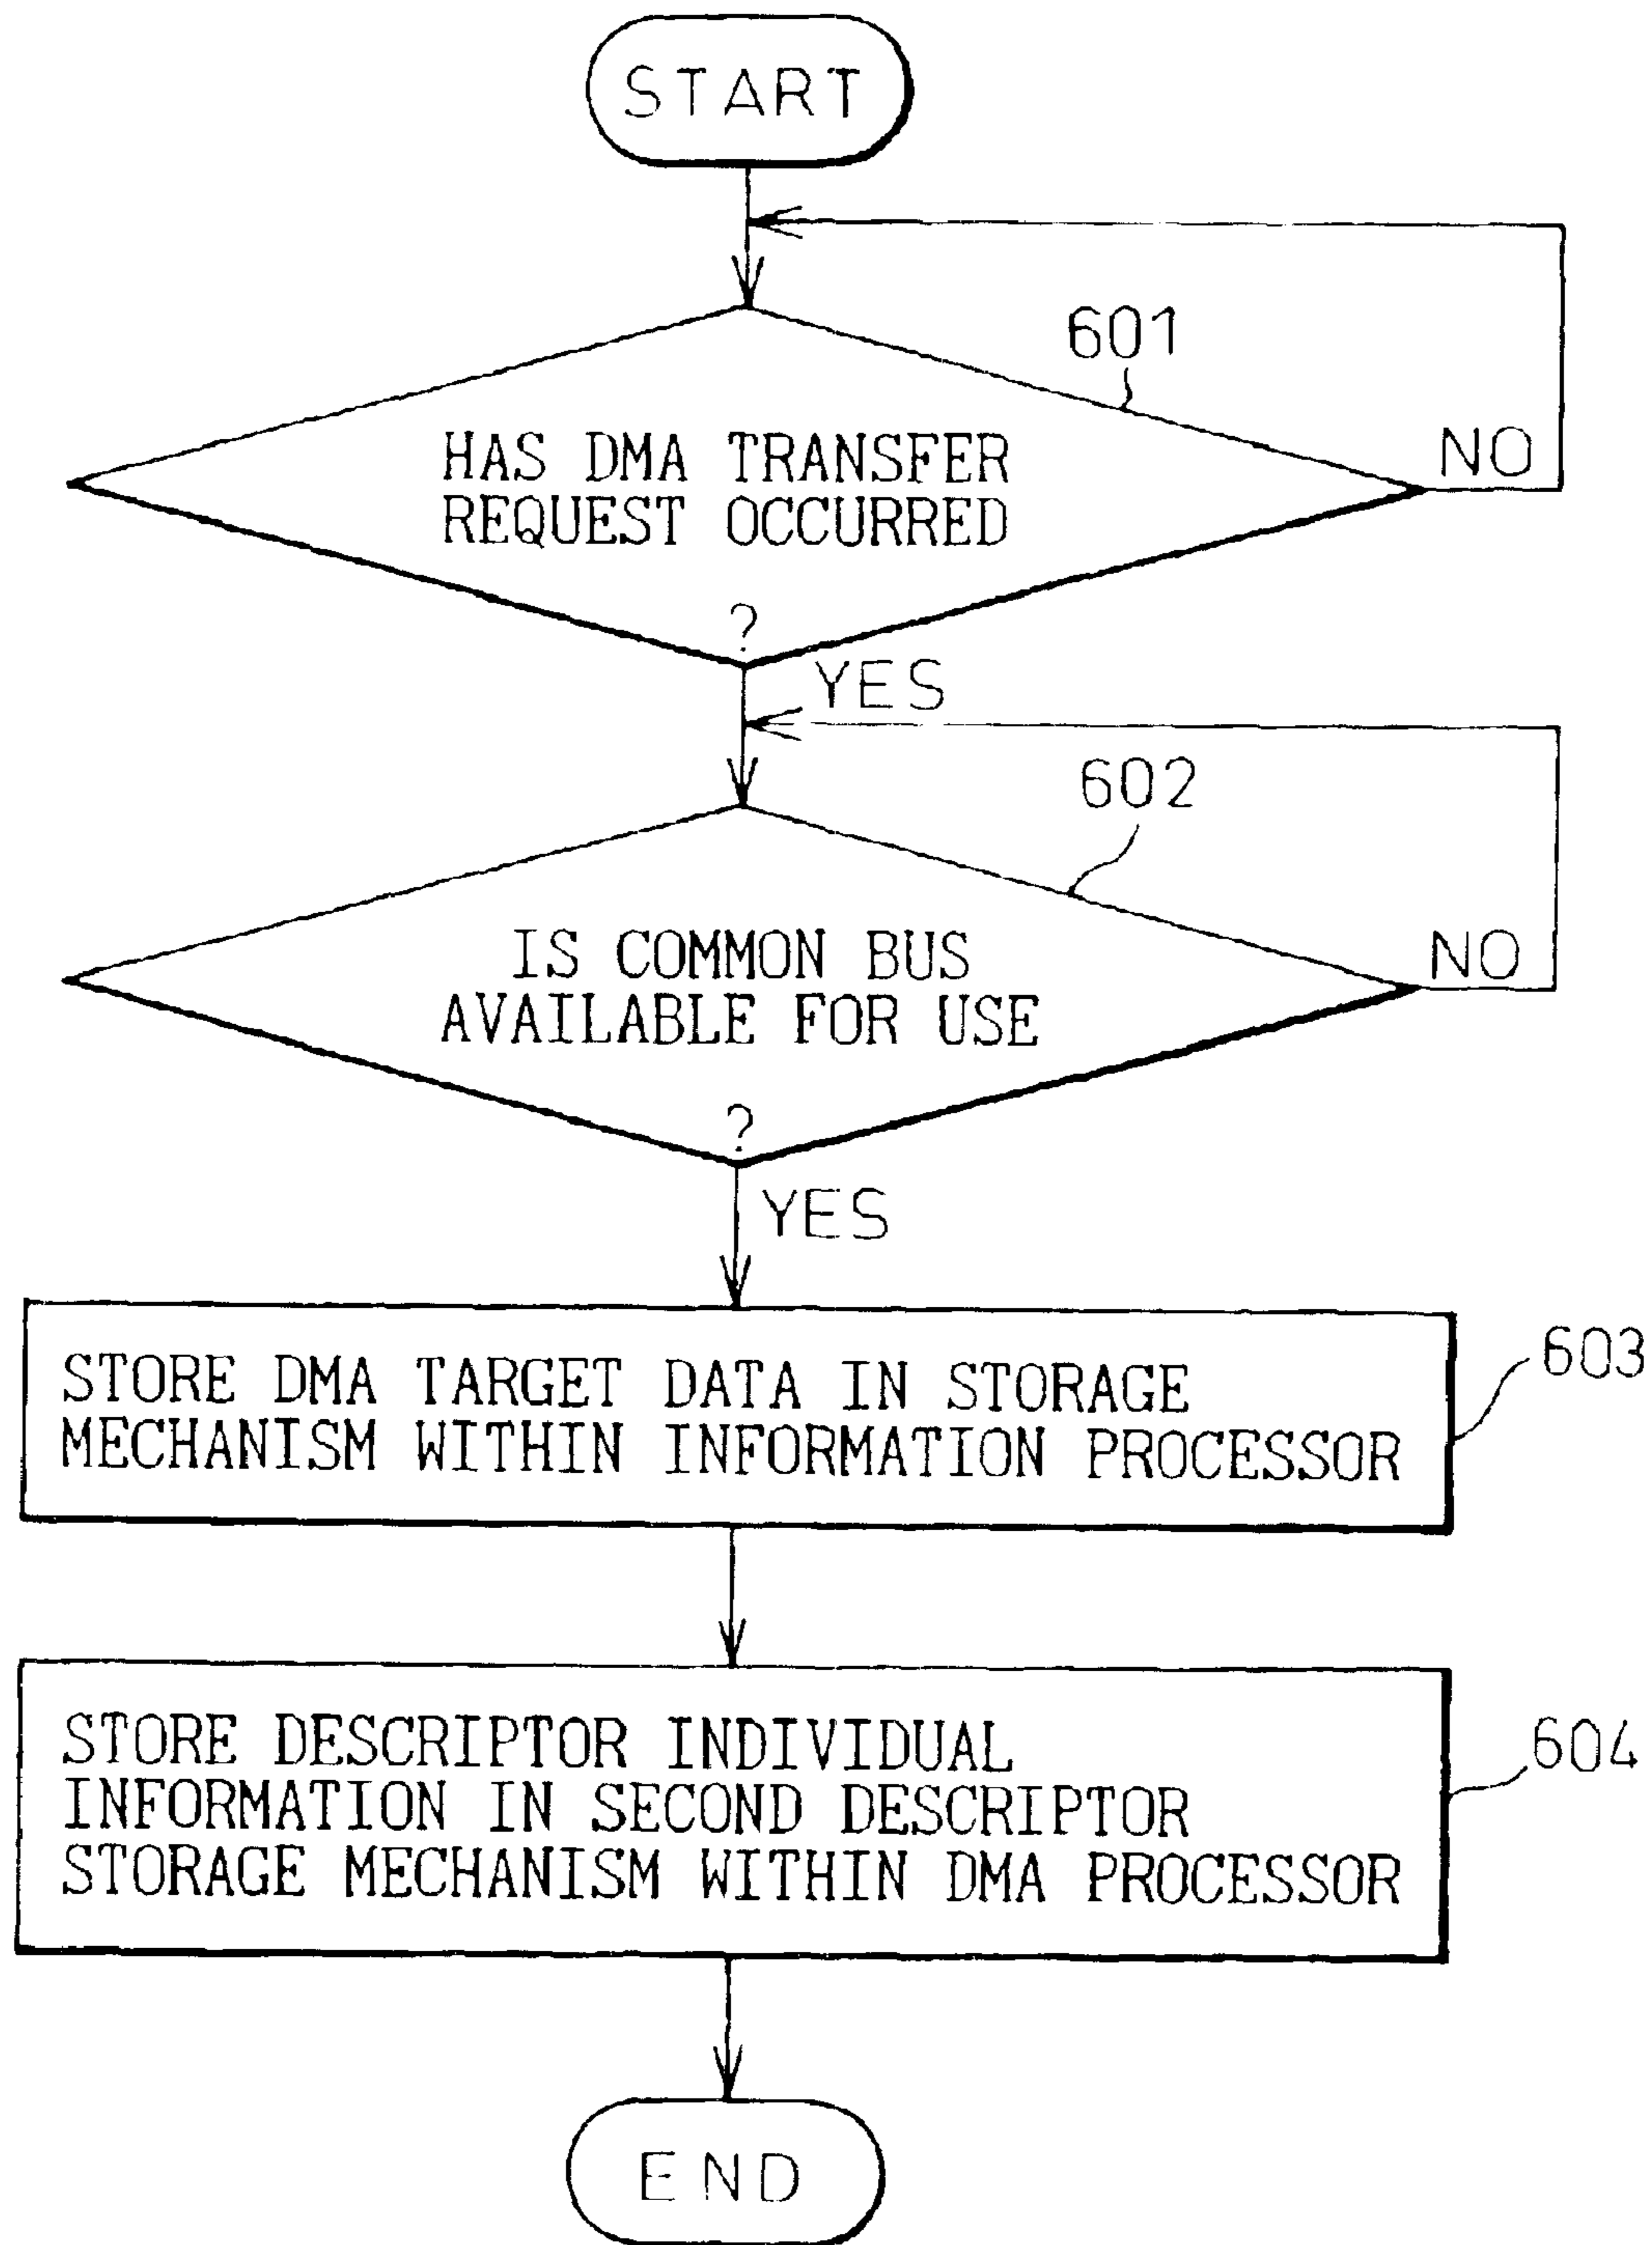 START
601
HAS DMA TRANSFER
REQUEST OCCURRED
?
NO
YES
602
IS COMMON BUS
AVAILABLE FOR USE
?
NO
YES
603
STORE DMA TARGET DATA IN STORAGE
MECHANISM WITHIN INFORMATION PROCESSOR
604
STORE DESCRIPTOR INDIVIDUAL
INFORMATION IN SECOND DESCRIPTOR
STORAGE MECHANISM WITHIN DMA PROCESSOR
END